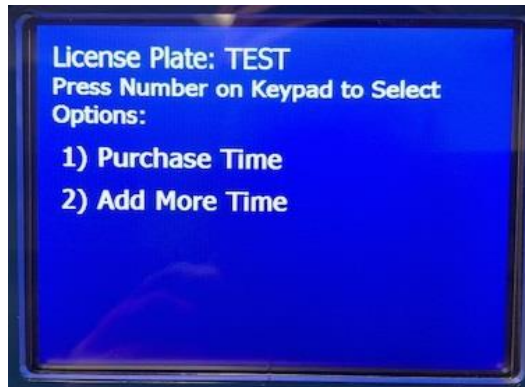 License Plate: TEST
Press Number on Keypad to Select
Options:
1) Purchase Time
2) Add More Time